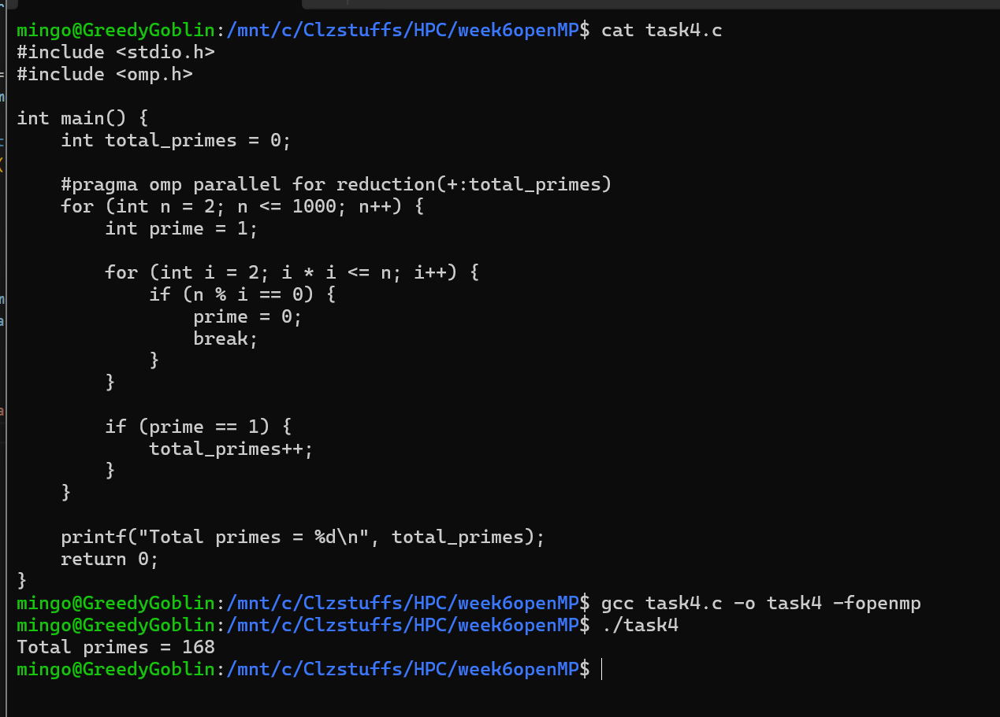 mingo@GreedyGoblin:/mnt/c/Clzstuffs/HPC/week6openMP$ cat task4.c
#include <stdio.h>
#include <omp.h>

int main() {
    int total_primes = 0;

    #pragma omp parallel for reduction(+:total_primes)
    for (int n = 2; n <= 1000; n++) {
        int prime = 1;

        for (int i = 2; i * i <= n; i++) {
            if (n % i == 0) {
                prime = 0;
                break;
            }
        }

        if (prime == 1) {
            total_primes++;
        }
    }

    printf("Total primes = %d\n", total_primes);
    return 0;
}
mingo@GreedyGoblin:/mnt/c/Clzstuffs/HPC/week6openMP$ gcc task4.c -o task4 -fopenmp
mingo@GreedyGoblin:/mnt/c/Clzstuffs/HPC/week6openMP$ ./task4
Total primes = 168
mingo@GreedyGoblin:/mnt/c/Clzstuffs/HPC/week6openMP$